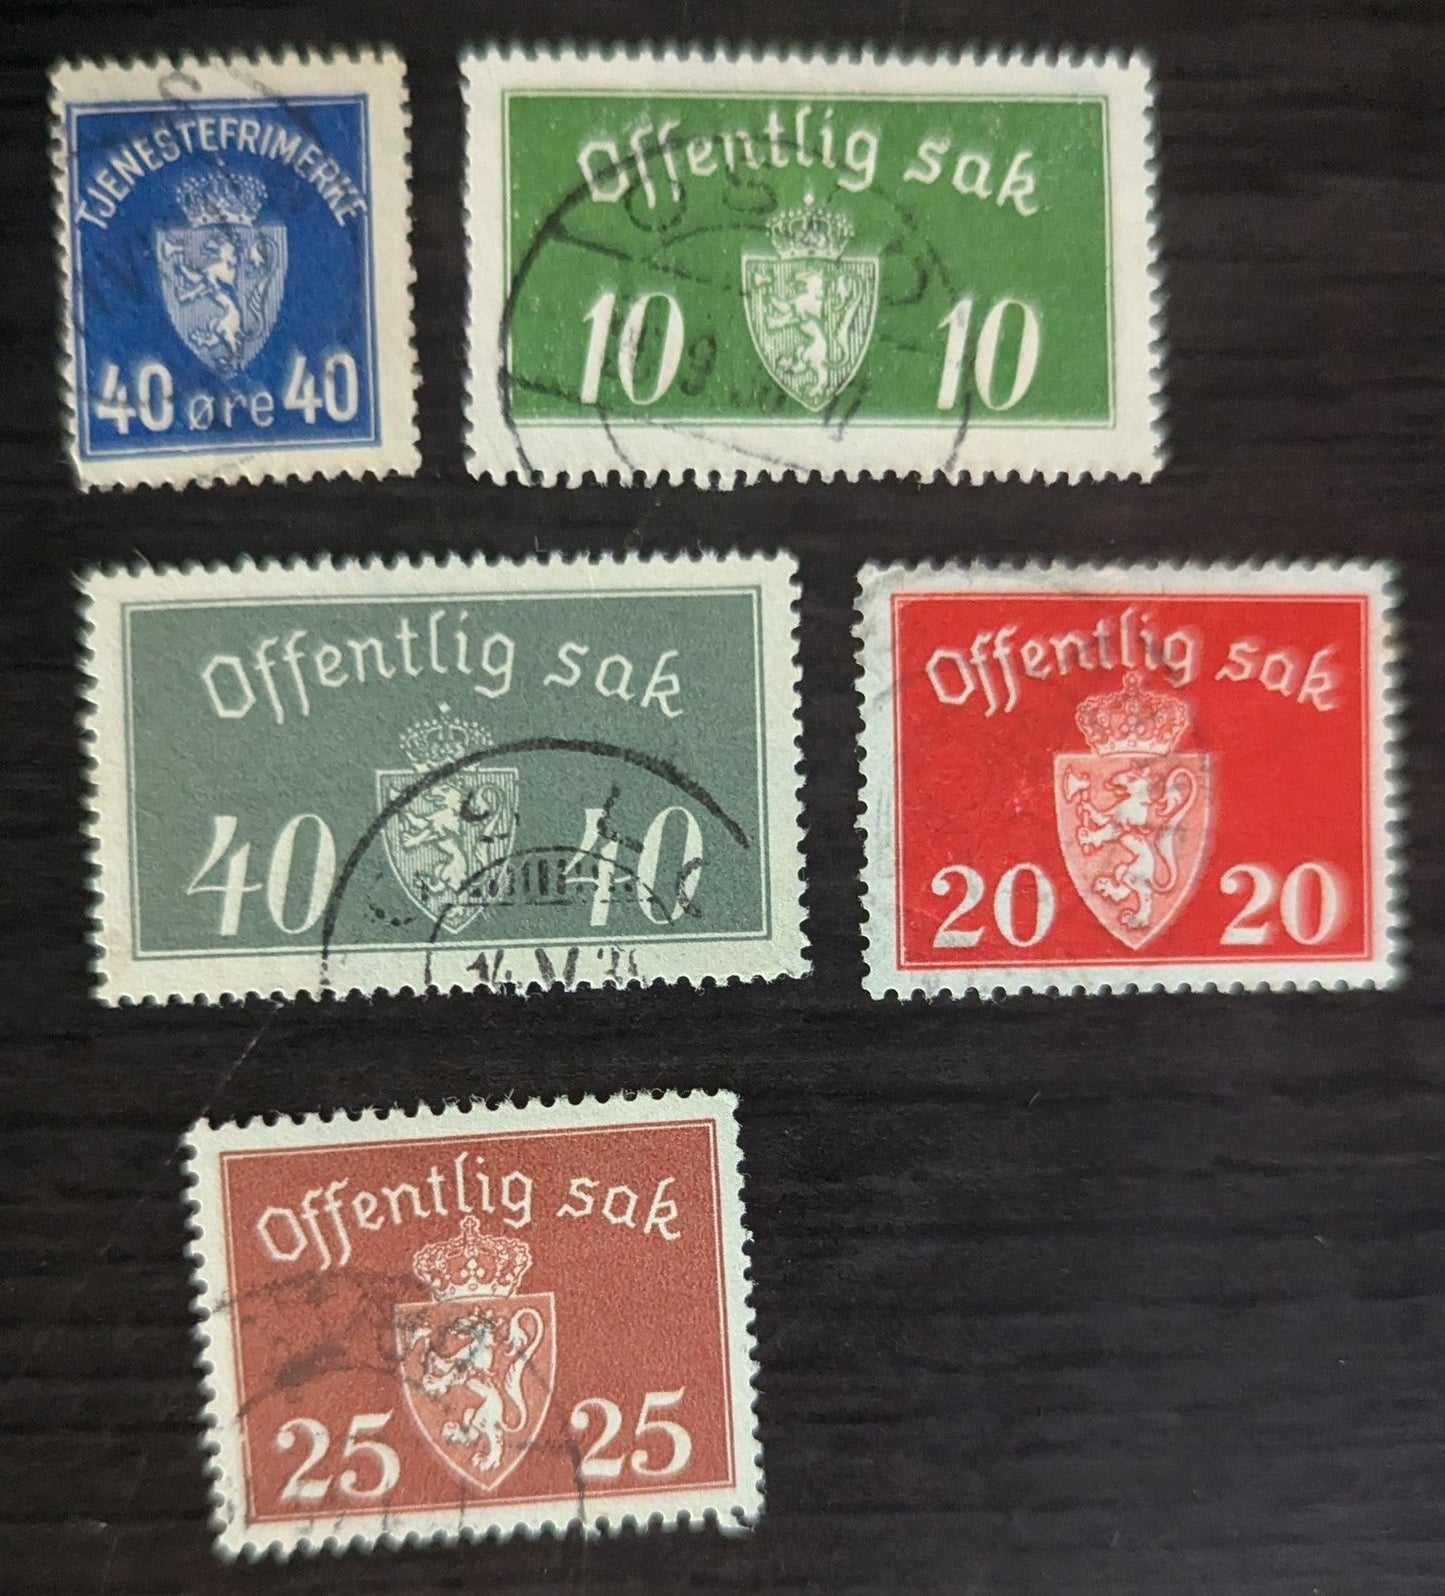 TJENESTEFRIMERKE
40 øre 40
Offentlig sak
10 10
OSLO
Offentlig sak
40 40
Offentlig sak
20 20
Offentlig sak
25 25